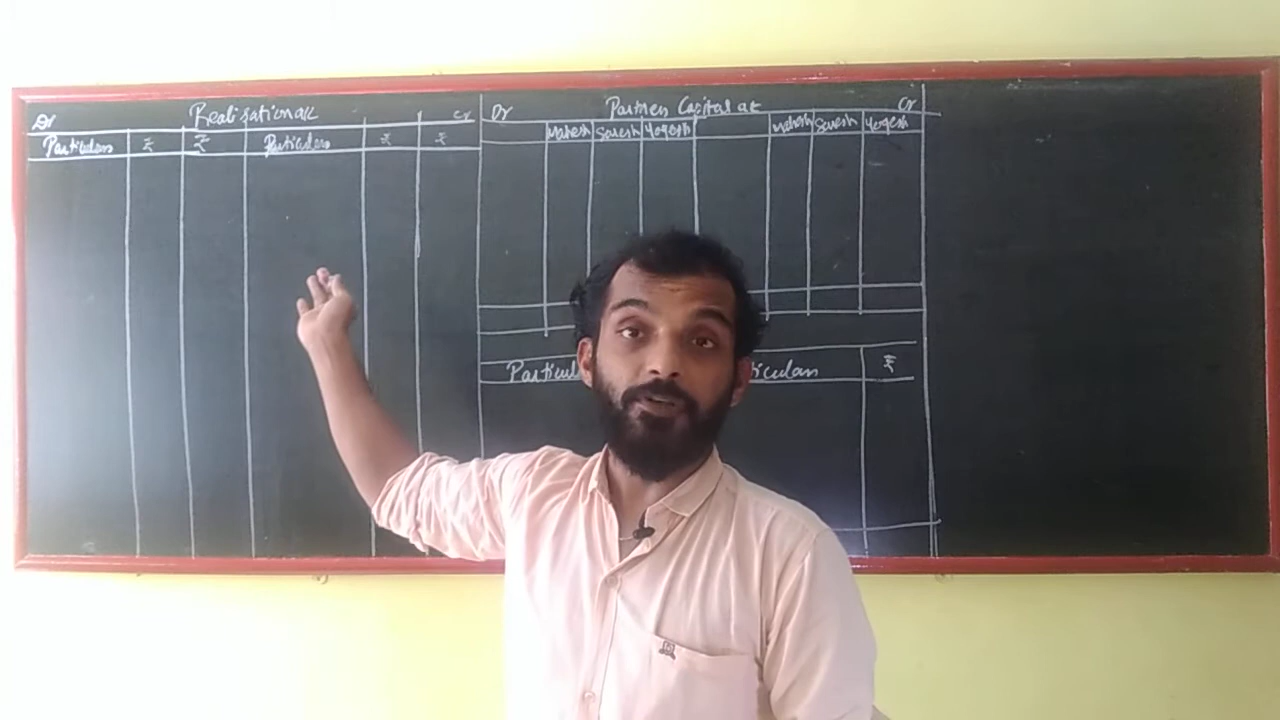 Dr Realisation a/c Cr
Particulars ₹ ₹ Particulars ₹ ₹
Dr Partners Capital a/c Cr
Mahesh Suresh Yogesh Mahesh Suresh Yogesh
Particul ticulars ₹